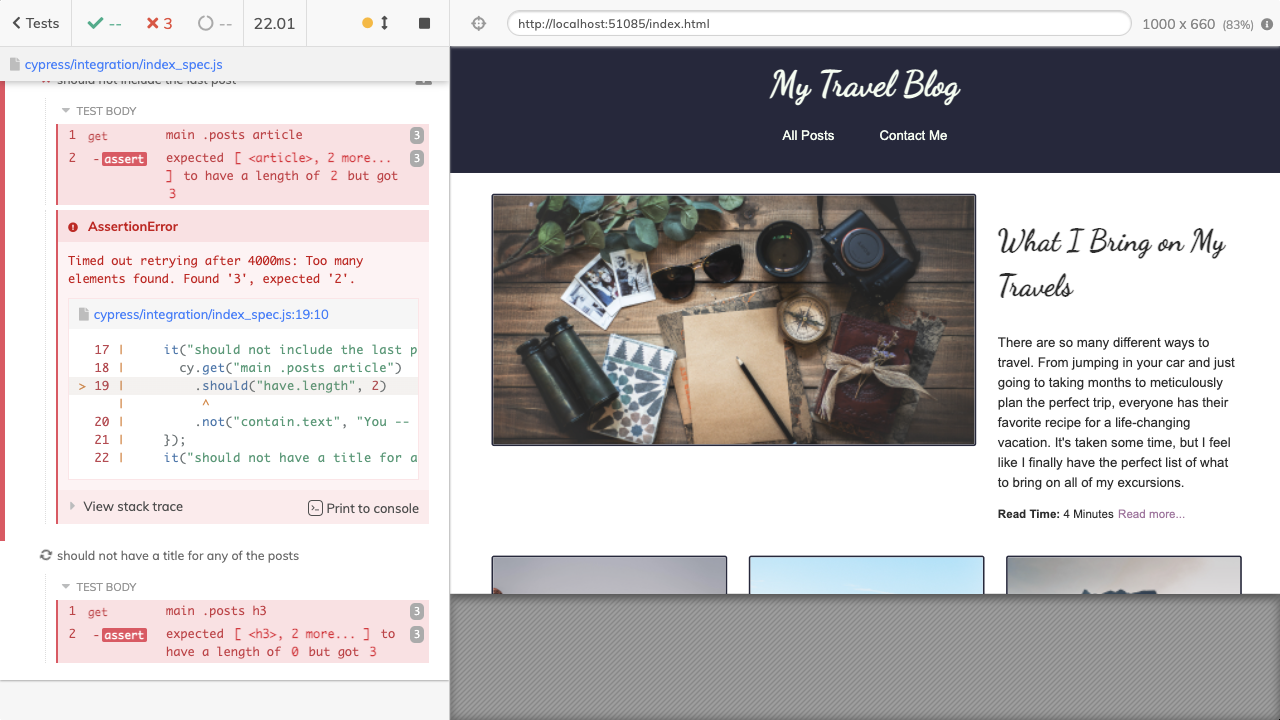 Tests
--
3
--
22.01
cypress/integration/index_spec.js
should not include the last post
TEST BODY
1 get main .posts article 3
2 -assert expected [ <article>, 2 more... 3
] to have a length of 2 but got
3
AssertionError
Timed out retrying after 4000ms: Too many
elements found. Found '3', expected '2'.
cypress/integration/index_spec.js:19:10
17 | it("should not include the last p
18 | cy.get("main .posts article")
> 19 | .should("have.length", 2)
| ^
20 | .not("contain.text", "You --
21 | });
22 | it("should not have a title for a
View stack trace
Print to console
should not have a title for any of the posts
TEST BODY
1 get main .posts h3 3
2 -assert expected [ <h3>, 2 more... ] to 3
have a length of 0 but got 3
http://localhost:51085/index.html
1000 x 660 (83%)
My Travel Blog
All Posts
Contact Me
What I Bring on My
Travels
There are so many different ways to
travel. From jumping in your car and just
going to taking months to meticulously
plan the perfect trip, everyone has their
favorite recipe for a life-changing
vacation. It's taken some time, but I feel
like I finally have the perfect list of what
to bring on all of my excursions.
Read Time: 4 Minutes Read more...